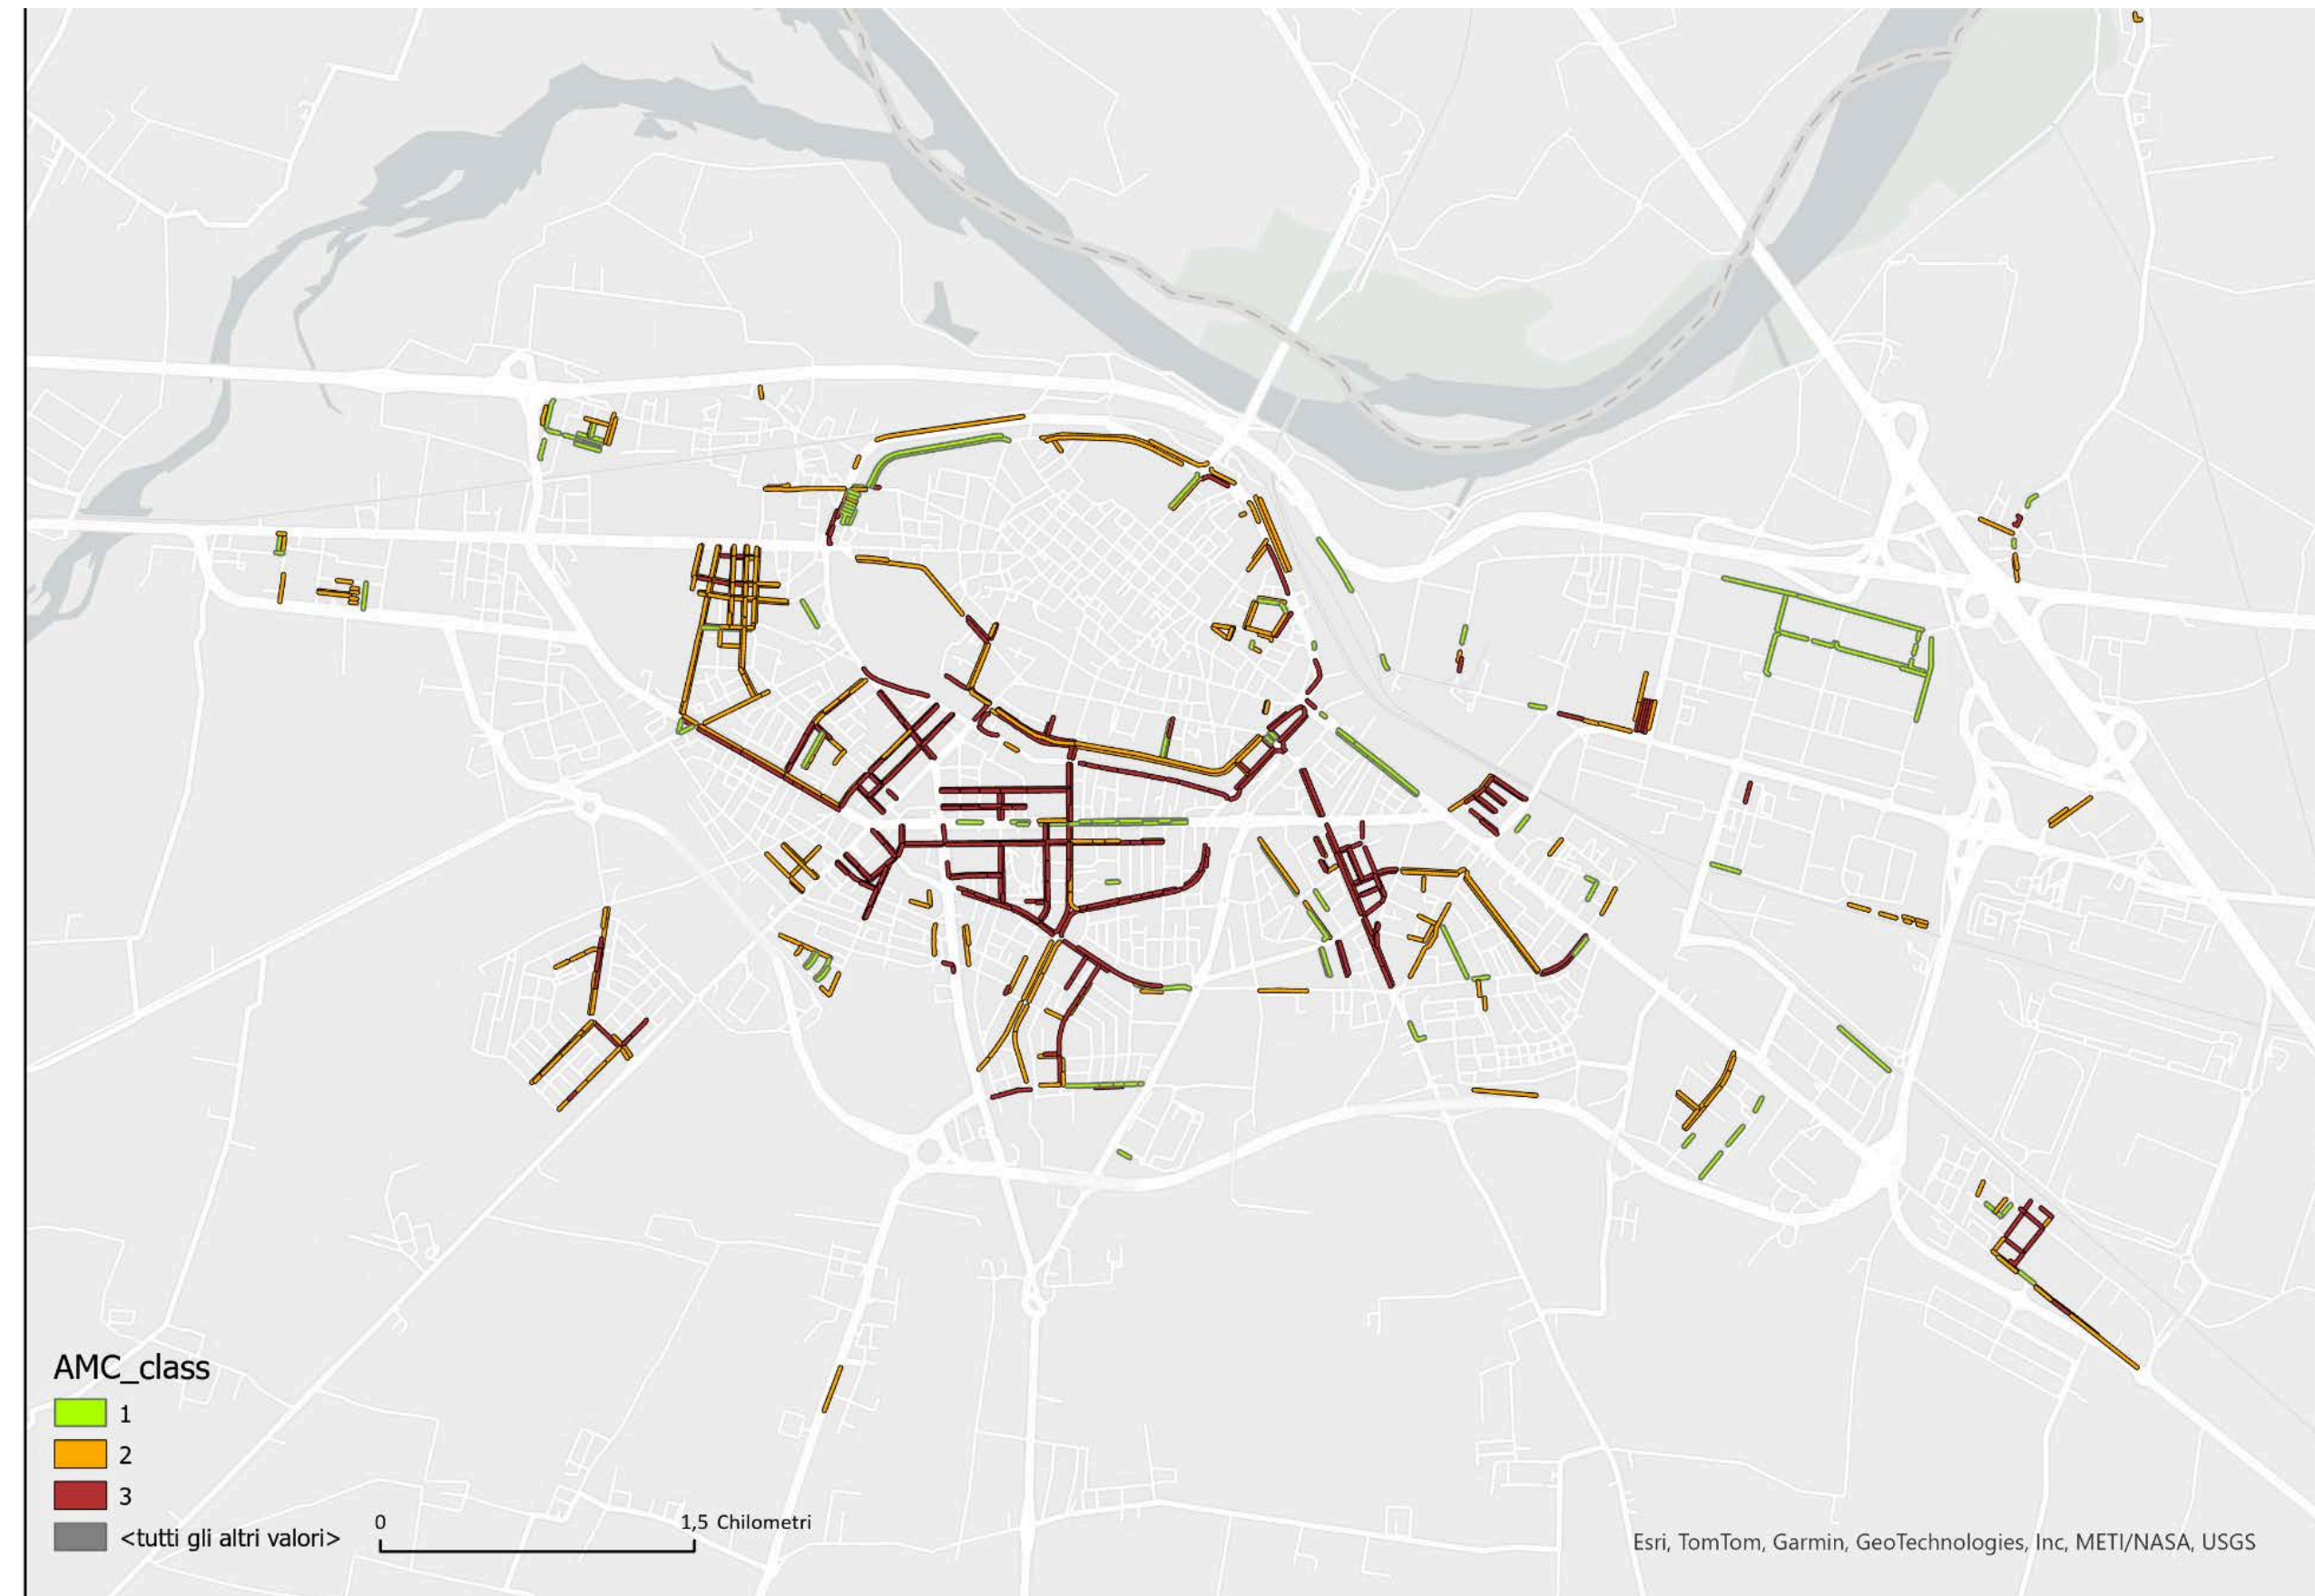 AMC_class
1
2
3
<tutti gli altri valori>
0 1,5 Chilometri
Esri, TomTom, Garmin, GeoTechnologies, Inc, METI/NASA, USGS